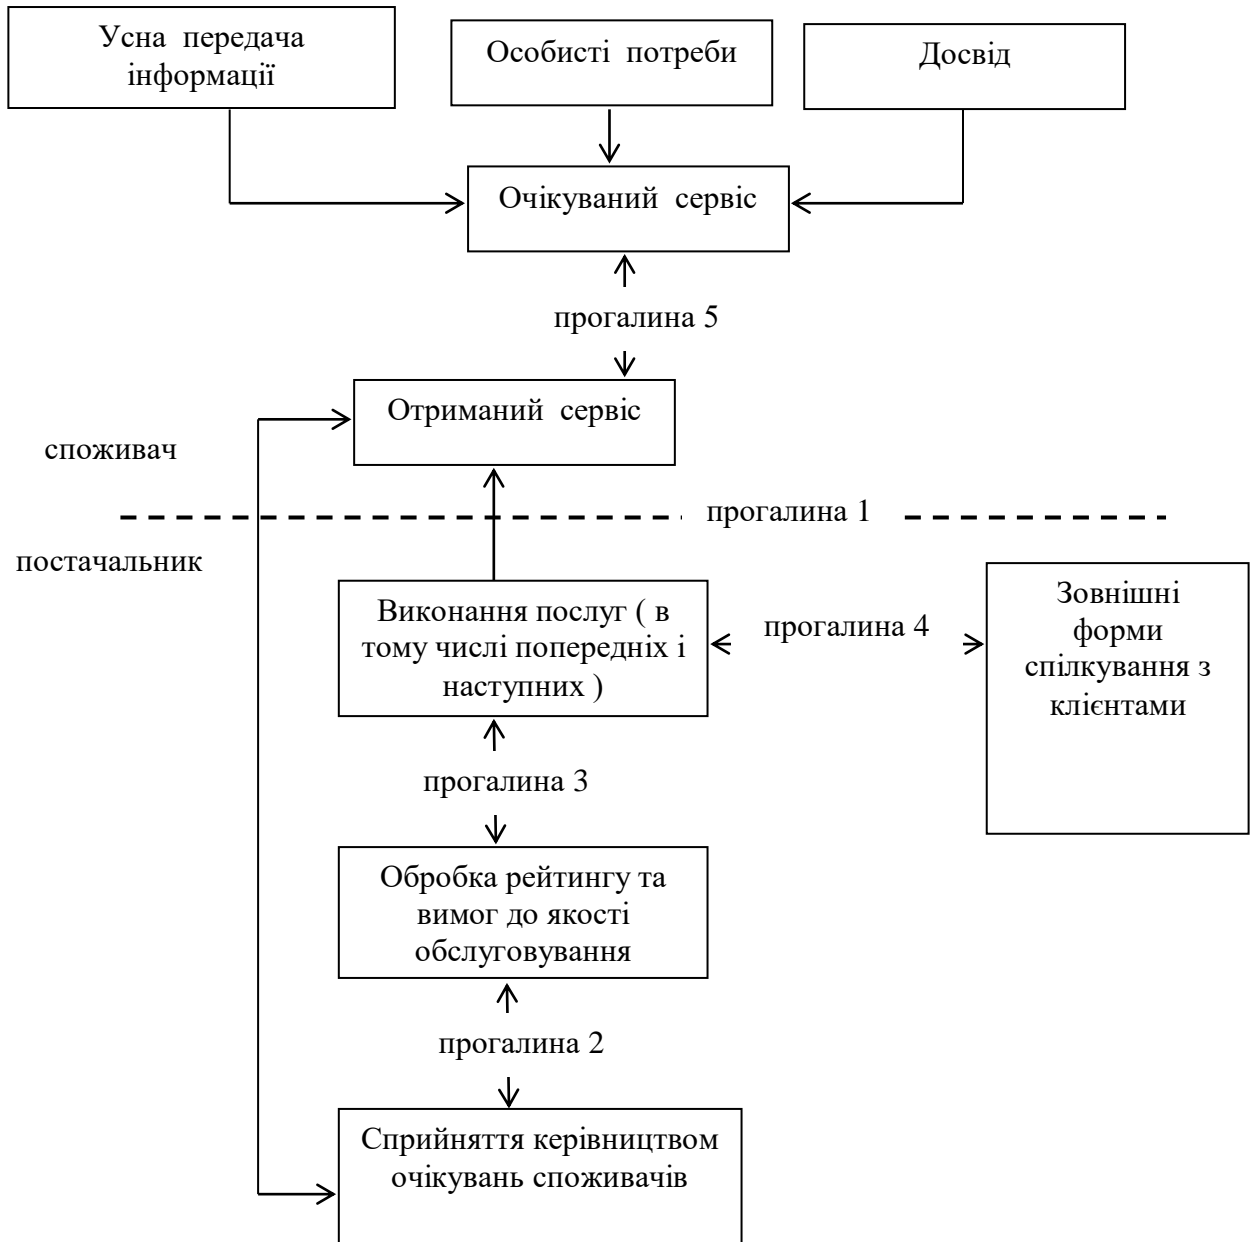 Усна передача
інформації
Особисті потреби
Досвід
Очікуваний сервіс
прогалина 5
Отриманий сервіс
споживач
прогалина 1
постачальник
Виконання послуг ( в
тому числі попередніх і
наступних )
прогалина 4
Зовнішні
форми
спілкування з
клієнтами
прогалина 3
Обробка рейтингу та
вимог до якості
обслуговування
прогалина 2
Сприйняття керівництвом
очікувань споживачів